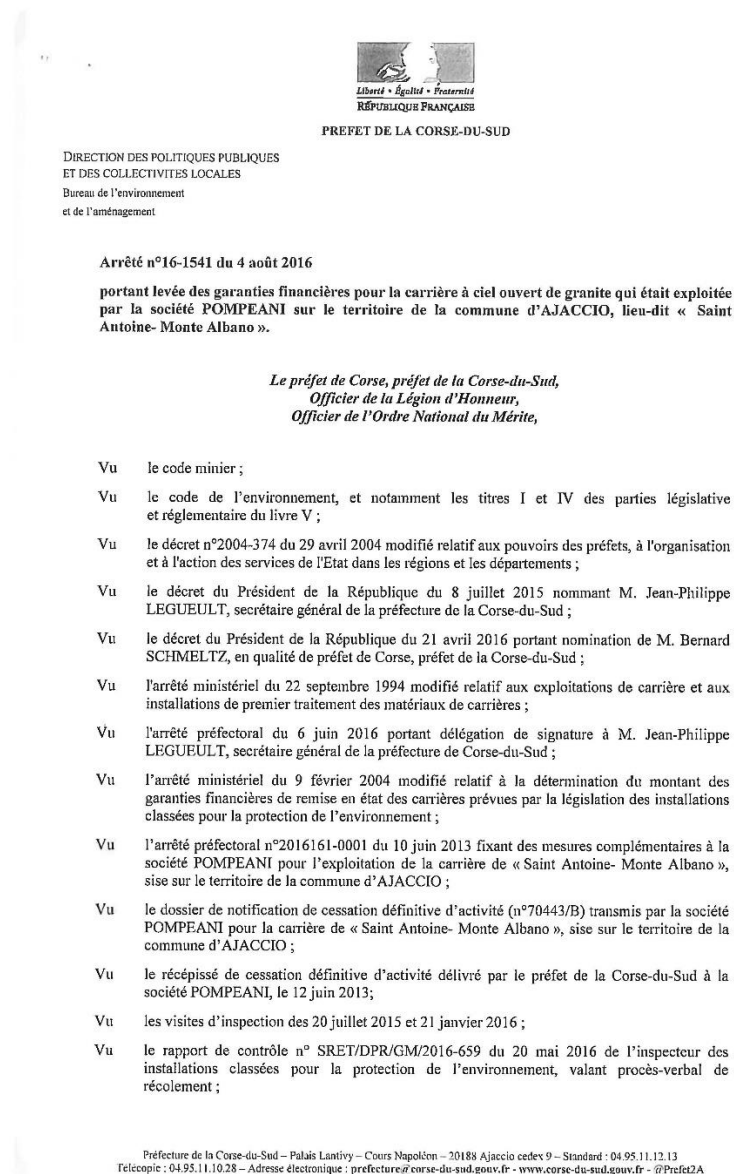 Liberté • Égalité • Fraternité
RÉPUBLIQUE FRANÇAISE
PREFET DE LA CORSE-DU-SUD
DIRECTION DES POLITIQUES PUBLIQUES
ET DES COLLECTIVITES LOCALES
Bureau de l'environnement
et de l'aménagement
Arrêté n°16-1541 du 4 août 2016
portant levée des garanties financières pour la carrière à ciel ouvert de granite qui était exploitée
par la société POMPEANI sur le territoire de la commune d'AJACCIO, lieu-dit « Saint
Antoine- Monte Albano ».
Le préfet de Corse, préfet de la Corse-du-Sud,
Officier de la Légion d'Honneur,
Officier de l'Ordre National du Mérite,
Vu le code minier ;
Vu le code de l'environnement, et notamment les titres I et IV des parties législative
et réglementaire du livre V ;
Vu le décret n°2004-374 du 29 avril 2004 modifié relatif aux pouvoirs des préfets, à l'organisation
et à l'action des services de l'Etat dans les régions et les départements ;
Vu le décret du Président de la République du 8 juillet 2015 nommant M. Jean-Philippe
LEGUEULT, secrétaire général de la préfecture de la Corse-du-Sud ;
Vu le décret du Président de la République du 21 avril 2016 portant nomination de M. Bernard
SCHMELTZ, en qualité de préfet de Corse, préfet de la Corse-du-Sud ;
Vu l'arrêté ministériel du 22 septembre 1994 modifié relatif aux exploitations de carrière et aux
installations de premier traitement des matériaux de carrières ;
Vu l'arrêté préfectoral du 6 juin 2016 portant délégation de signature à M. Jean-Philippe
LEGUEULT, secrétaire général de la préfecture de Corse-du-Sud ;
Vu l'arrêté ministériel du 9 février 2004 modifié relatif à la détermination du montant des
garanties financières de remise en état des carrières prévues par la législation des installations
classées pour la protection de l'environnement ;
Vu l'arrêté préfectoral n°2016161-0001 du 10 juin 2013 fixant des mesures complémentaires à la
société POMPEANI pour l'exploitation de la carrière de « Saint Antoine- Monte Albano »,
sise sur le territoire de la commune d'AJACCIO ;
Vu le dossier de notification de cessation définitive d'activité (n°70443/B) transmis par la société
POMPEANI pour la carrière de « Saint Antoine- Monte Albano », sise sur le territoire de la
commune d'AJACCIO ;
Vu le récépissé de cessation définitive d'activité délivré par le préfet de la Corse-du-Sud à la
société POMPEANI, le 12 juin 2013;
Vu les visites d'inspection des 20 juillet 2015 et 21 janvier 2016 ;
Vu le rapport de contrôle n° SRET/DPR/GM/2016-659 du 20 mai 2016 de l'inspecteur des
installations classées pour la protection de l'environnement, valant procès-verbal de
récolement ;
Préfecture de la Corse-du-Sud – Palais Lantivy – Cours Napoléon – 20188 Ajaccio cedex 9 – Standard : 04.95.11.12.13
Télécopie : 04.95.11.10.28 – Adresse électronique : prefecture@corse-du-sud.gouv.fr - www.corse-du-sud.gouv.fr - @Prefet2A